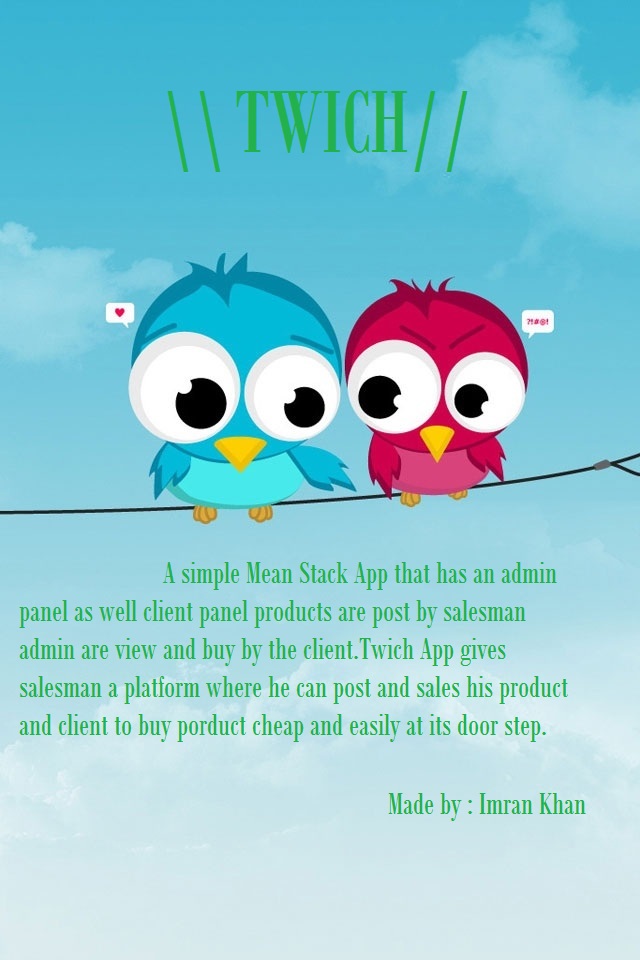 \\ TWICH//
?!#@!
A simple Mean Stack App that has an admin
panel as well client panel products are post by salesman
admin are view and buy by the client.Twich App gives
salesman a platform where he can post and sales his product
and client to buy porduct cheap and easily at its door step.
Made by : Imran Khan